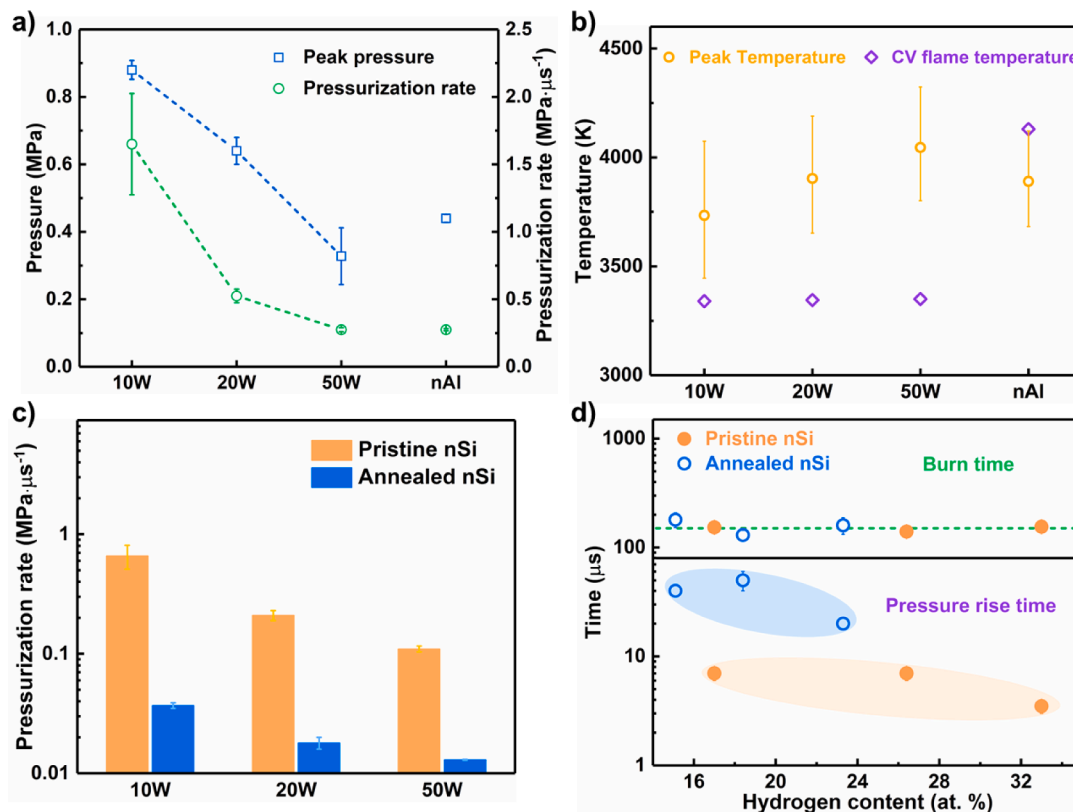 a)
Peak pressure
Pressurization rate
Pressure (MPa)
1.0
0.8
0.6
0.4
0.2
0.0
Pressurization rate (MPa·μs⁻¹)
2.5
2.0
1.5
1.0
0.5
0.0
10W 20W 50W nAl
b)
Peak Temperature CV flame temperature
Temperature (K)
4500
4000
3500
3000
10W 20W 50W nAl
c)
Pristine nSi
Annealed nSi
Pressurization rate (MPa·μs⁻¹)
1
0.1
0.01
10W 20W 50W
d)
Pristine nSi
Annealed nSi
Burn time
Pressure rise time
Time (μs)
1000
100
10
1
16 20 24 28 32
Hydrogen content (at. %)